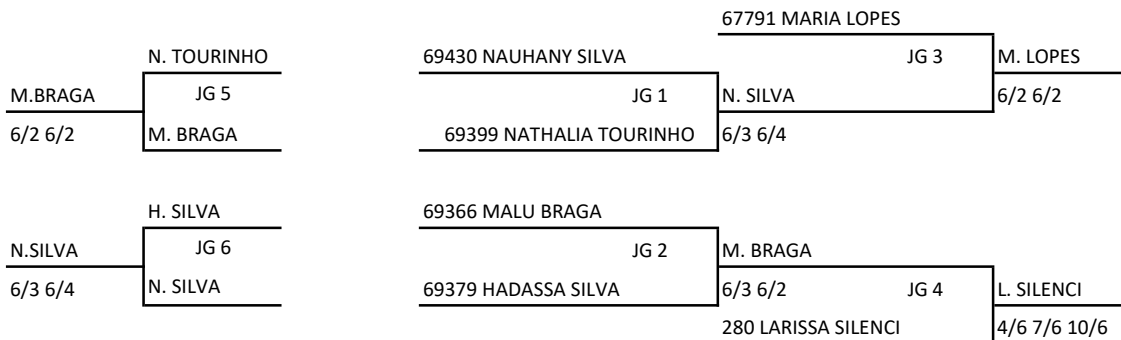 67791 MARIA LOPES
N. TOURINHO
69430 NAUHANY SILVA
JG 3
M. LOPES
M.BRAGA
JG 5
JG 1
N. SILVA
6/2 6/2
6/2 6/2
M. BRAGA
69399 NATHALIA TOURINHO
6/3 6/4
H. SILVA
69366 MALU BRAGA
N.SILVA
JG 6
JG 2
M. BRAGA
6/3 6/4
N. SILVA
69379 HADASSA SILVA
6/3 6/2
JG 4
L. SILENCI
280 LARISSA SILENCI
4/6 7/6 10/6